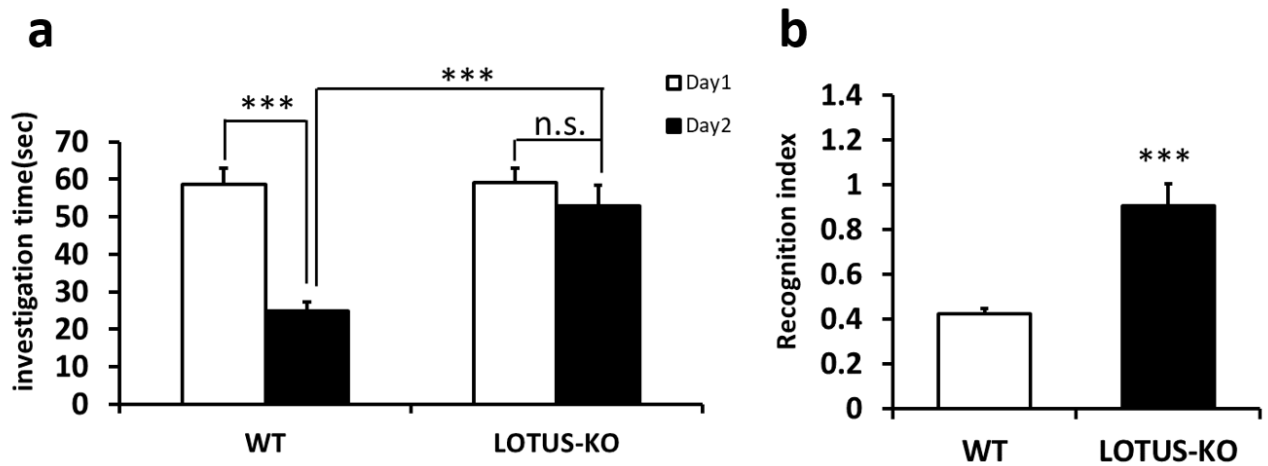 a
investigation time(sec)
70
60
50
40
30
20
10
0
***
***
n.s.
Day1
Day2
WT
LOTUS-KO
b
Recognition index
1.4
1.2
1
0.8
0.6
0.4
0.2
0
***
WT
LOTUS-KO